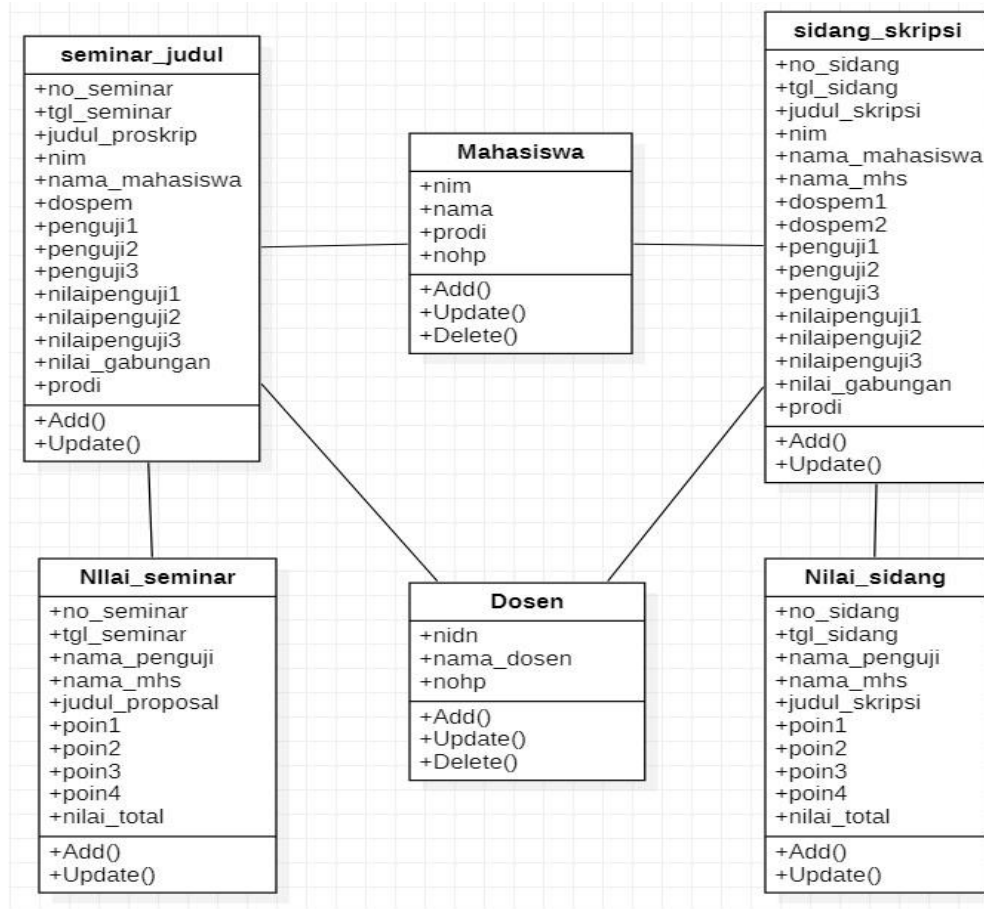 seminar_judul
+no_seminar
+tgl_seminar
+judul_proskrip
+nim
+nama_mahasiswa
+dospem
+penguji1
+penguji2
+penguji3
+nilaipenguji1
+nilaipenguji2
+nilaipenguji3
+nilai_gabungan
+prodi
+Add()
+Update()
Mahasiswa
+nim
+nama
+prodi
+nohp
+Add()
+Update()
+Delete()
sidang_skripsi
+no_sidang
+tgl_sidang
+judul_skripsi
+nim
+nama_mahasiswa
+nama_mhs
+dospem1
+dospem2
+penguji1
+penguji2
+penguji3
+nilaipenguji1
+nilaipenguji2
+nilaipenguji3
+nilai_gabungan
+prodi
+Add()
+Update()
NIlai_seminar
+no_seminar
+tgl_seminar
+nama_penguji
+nama_mhs
+judul_proposal
+poin1
+poin2
+poin3
+poin4
+nilai_total
+Add()
+Update()
Dosen
+nidn
+nama_dosen
+nohp
+Add()
+Update()
+Delete()
Nilai_sidang
+no_sidang
+tgl_sidang
+nama_penguji
+nama_mhs
+judul_skripsi
+poin1
+poin2
+poin3
+poin4
+nilai_total
+Add()
+Update()